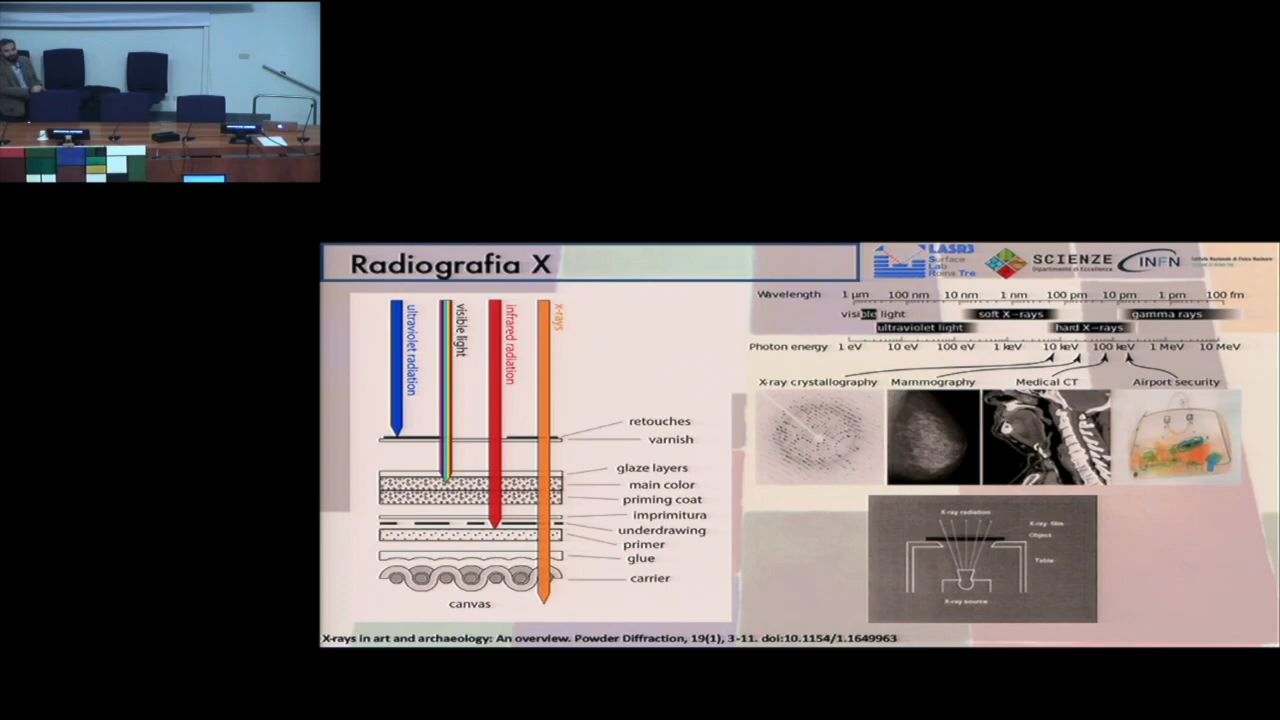 Radiografia X
LASR3
Surface
Lab
Roma Tre
SCIENZE
Dipartimento di Eccellenza
INFN
Istituto Nazionale di Fisica Nucleare
ultraviolet radiation
visible light
infrared radiation
x-rays
retouches
varnish
glaze layers
main color
priming coat
imprimitura
underdrawing
primer
glue
carrier
canvas
Wavelength 1 μm 100 nm 10 nm 1 nm 100 pm 10 pm 1 pm 100 fm
visible light soft X-rays gamma rays
ultraviolet light hard X-rays
Photon energy 1 eV 10 eV 100 eV 1 keV 10 keV 100 keV 1 MeV 10 MeV
X-ray crystallography Mammography Medical CT Airport security
X-ray radiation
X-ray film
Object
Table
X-ray source
X-rays in art and archaeology: An overview. Powder Diffraction, 19(1), 3-11. doi:10.1154/1.1649963